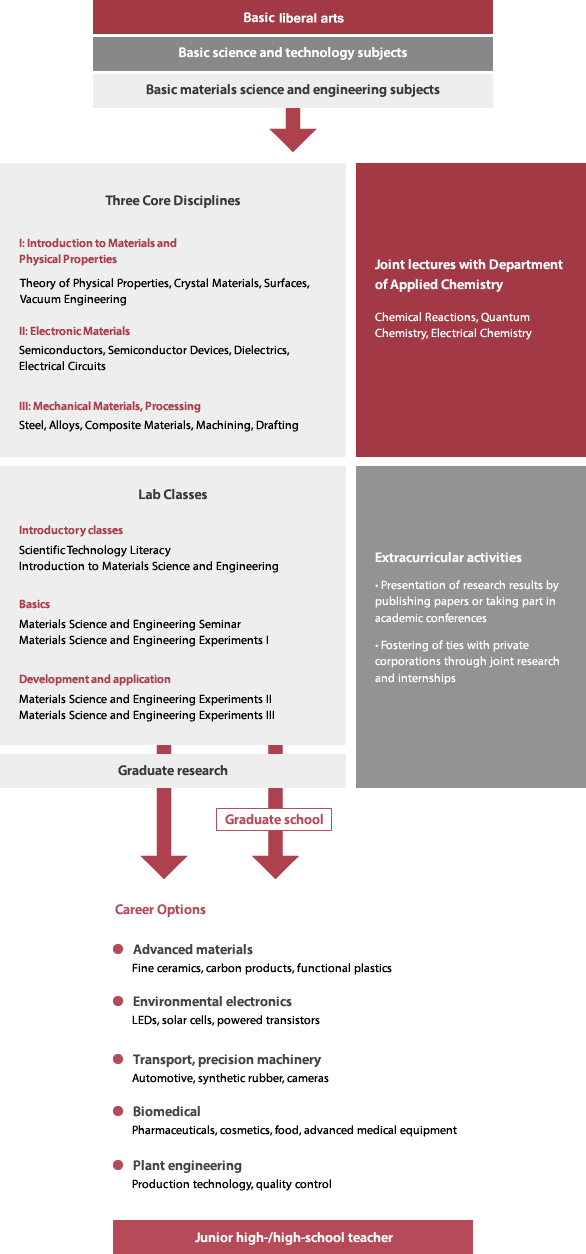 Basic liberal arts
Basic science and technology subjects
Basic materials science and engineering subjects
Three Core Disciplines
I: Introduction to Materials and
Physical Properties
Theory of Physical Properties, Crystal Materials, Surfaces,
Vacuum Engineering
II: Electronic Materials
Semiconductors, Semiconductor Devices, Dielectrics,
Electrical Circuits
III: Mechanical Materials, Processing
Steel, Alloys, Composite Materials, Machining, Drafting
Joint lectures with Department
of Applied Chemistry
Chemical Reactions, Quantum
Chemistry, Electrical Chemistry
Lab Classes
Introductory classes
Scientific Technology Literacy
Introduction to Materials Science and Engineering
Basics
Materials Science and Engineering Seminar
Materials Science and Engineering Experiments I
Development and application
Materials Science and Engineering Experiments II
Materials Science and Engineering Experiments III
Extracurricular activities
・Presentation of research results by
publishing papers or taking part in
academic conferences
・Fostering of ties with private
corporations through joint research
and internships
Graduate research
Graduate school
Career Options
Advanced materials
Fine ceramics, carbon products, functional plastics
Environmental electronics
LEDs, solar cells, powered transistors
Transport, precision machinery
Automotive, synthetic rubber, cameras
Biomedical
Pharmaceuticals, cosmetics, food, advanced medical equipment
Plant engineering
Production technology, quality control
Junior high-/high-school teacher